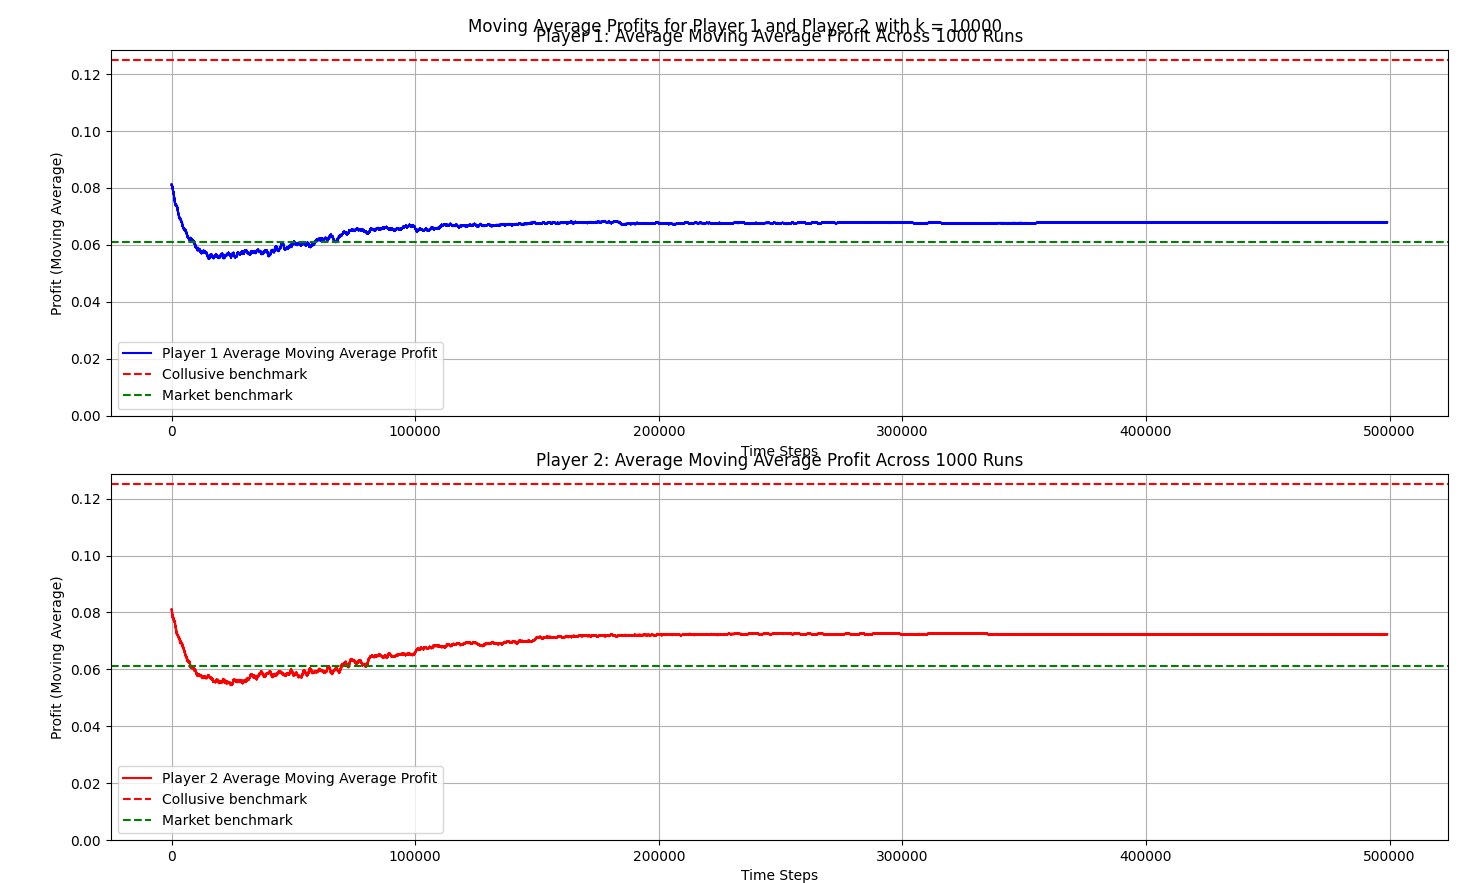 Moving Average Profits for Player 1 and Player 2 with k = 10000
Player 1: Average Moving Average Profit Across 1000 Runs
0.12
0.10
0.08
0.06
0.04
0.02
0.00
Profit (Moving Average)
Player 1 Average Moving Average Profit
Collusive benchmark
Market benchmark
0 100000 200000 300000 400000 500000
Time Steps
Player 2: Average Moving Average Profit Across 1000 Runs
0.12
0.10
0.08
0.06
0.04
0.02
0.00
Profit (Moving Average)
Player 2 Average Moving Average Profit
Collusive benchmark
Market benchmark
0 100000 200000 300000 400000 500000
Time Steps